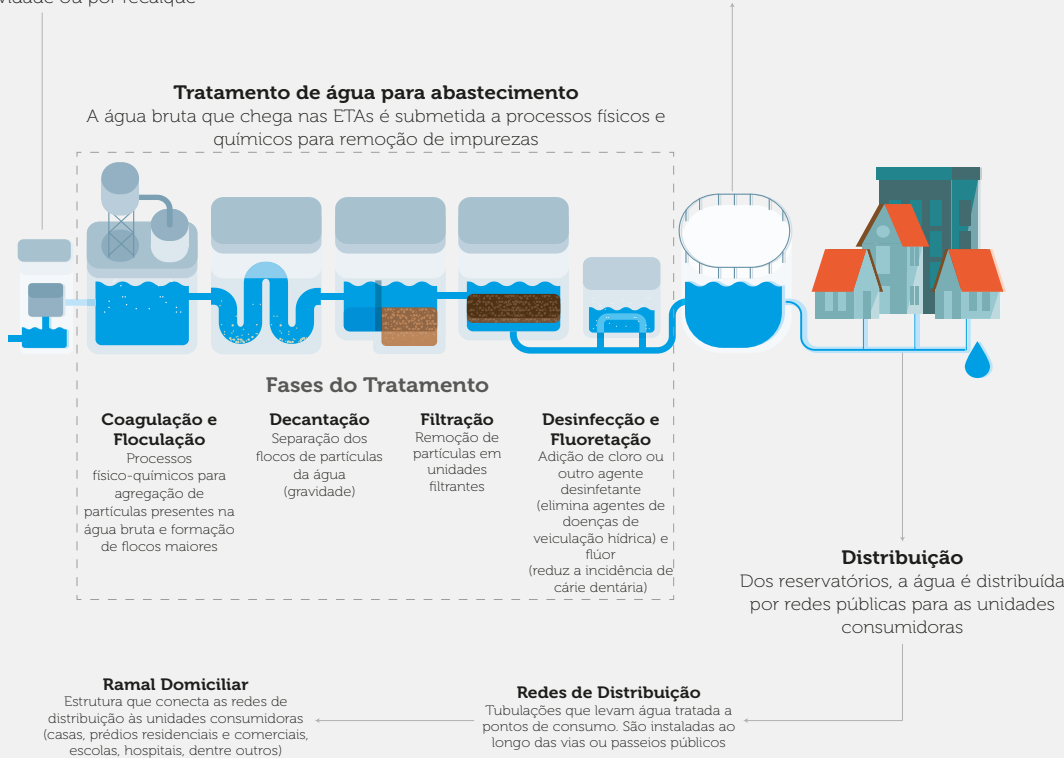 ou por recalque
Tratamento de água para abastecimento
A água bruta que chega nas ETAs é submetida a processos físicos e
químicos para remoção de impurezas
Fases do Tratamento
Coagulação e
Floculação
Processos
físico-químicos para
agregação de
partículas presentes na
água bruta e formação
de flocos maiores
Decantação
Separação dos
flocos de partículas
da água
(gravidade)
Filtração
Remoção de
partículas em
unidades
filtrantes
Desinfecção e
Fluoretação
Adição de cloro ou
outro agente
desinfetante
(elimina agentes de
doenças de
veiculação hídrica) e
flúor
(reduz a incidência de
cárie dentária)
Distribuição
Dos reservatórios, a água é distribuída
por redes públicas para as unidades
consumidoras
Redes de Distribuição
Tubulações que levam água tratada a
pontos de consumo. São instaladas ao
longo das vias ou passeios públicos
Ramal Domiciliar
Estrutura que conecta as redes de
distribuição às unidades consumidoras
(casas, prédios residenciais e comerciais,
escolas, hospitais, dentre outros)